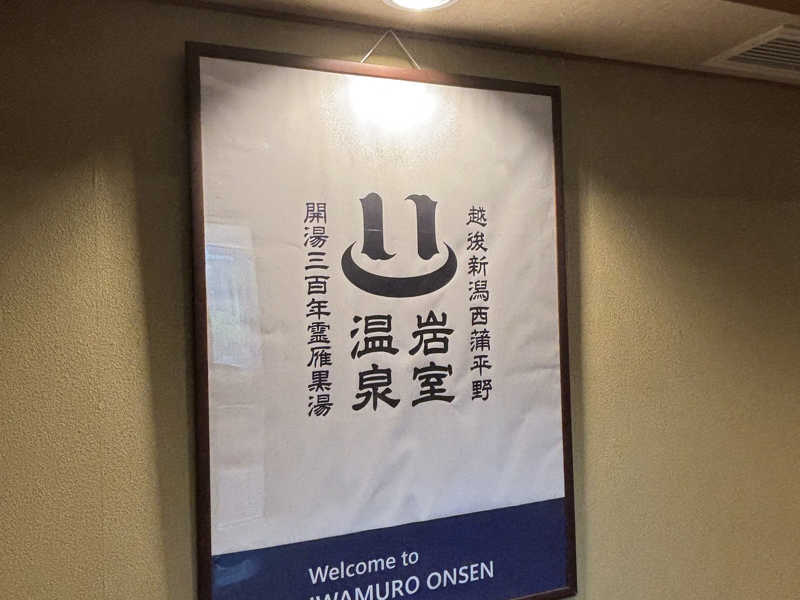 越後新潟西蒲平野
岩室
温泉
開湯三百年霊雁黒湯
Welcome to
IWAMURO ONSEN